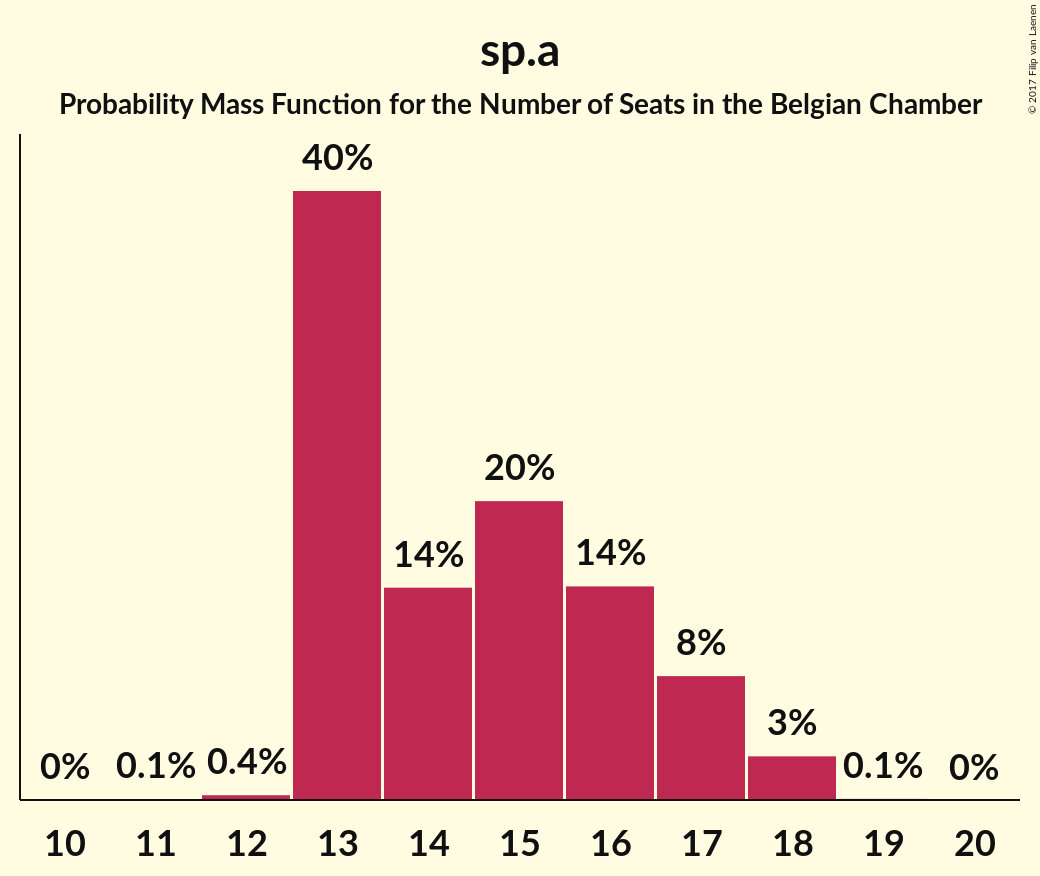 sp.a
Probability Mass Function for the Number of Seats in the Belgian Chamber
© 2017 Filip van Laenen
40%
20%
14%
14%
8%
3%
0%
0.1%
0.4%
0.1%
0%
10 11 12 13 14 15 16 17 18 19 20